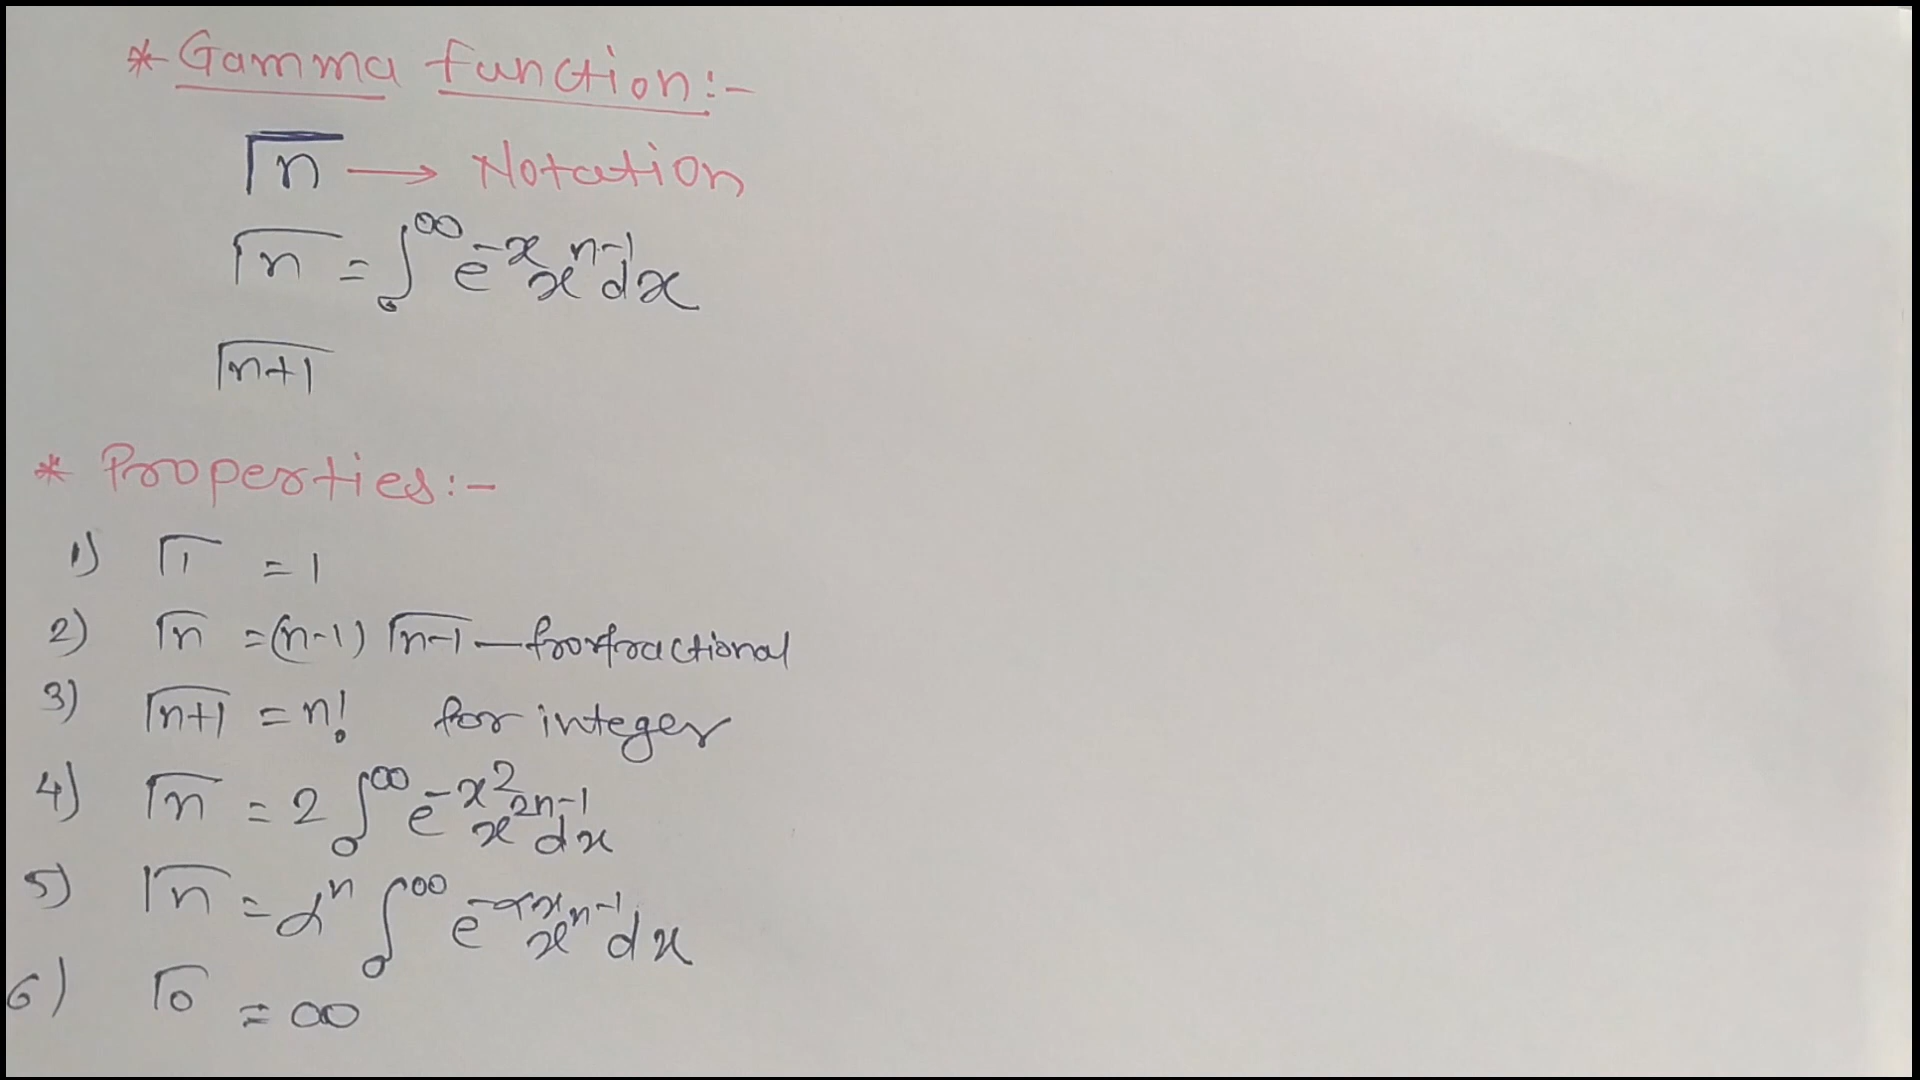 * Gamma function:-
Γn → Notation
Γn = ∫₀^∞ e^-x x^n-1 dx
Γn+1
* Properties:-
1) Γ1 = 1
2) Γn = (n-1) Γn-1 — for fractional
3) Γn+1 = n! for integer
4) Γn = 2 ∫₀^∞ e^-x² x^2n-1 dx
5) Γn = α^n ∫₀^∞ e^-αx x^n-1 dx
6) Γ0 = ∞